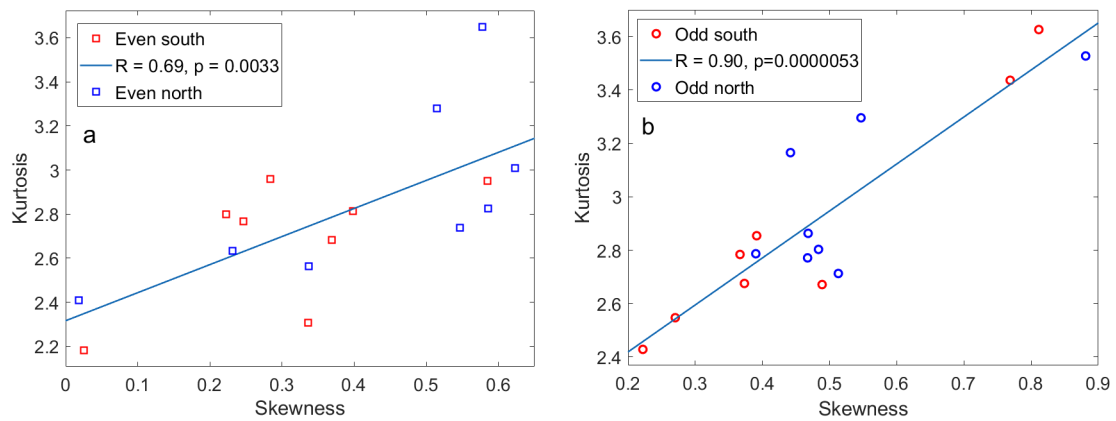 Even south
R = 0.69, p = 0.0033
Even north
a
Kurtosis
3.6
3.4
3.2
3
2.8
2.6
2.4
2.2
0
0.1
0.2
0.3
0.4
0.5
0.6
Skewness
Odd south
R = 0.90, p=0.0000053
Odd north
b
Kurtosis
3.6
3.4
3.2
3
2.8
2.6
2.4
0.2
0.3
0.4
0.5
0.6
0.7
0.8
0.9
Skewness